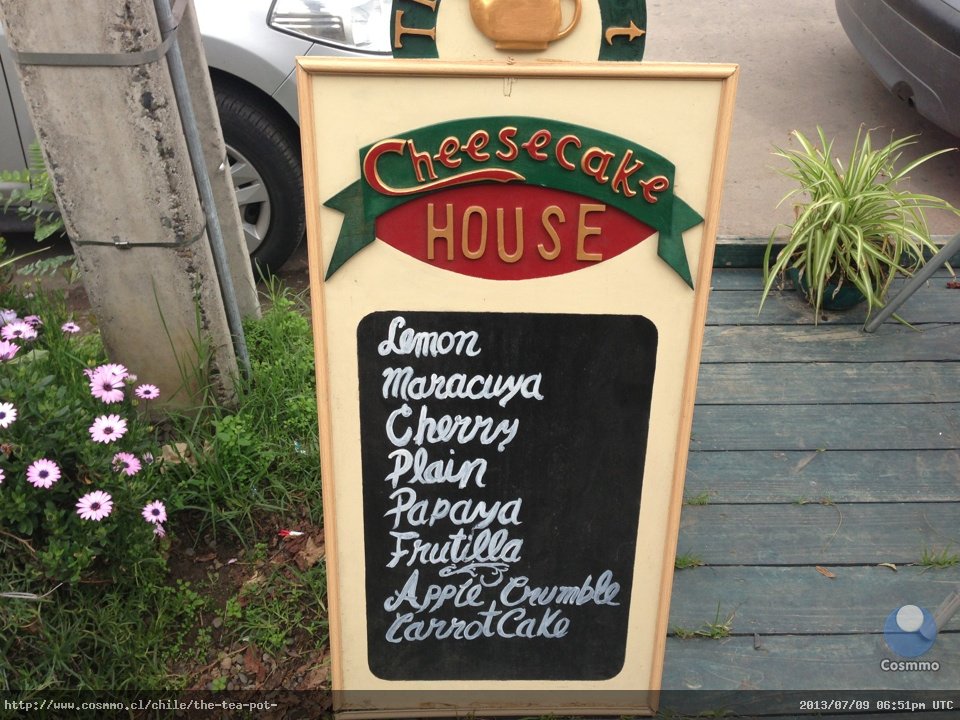 T
t
Cheesecake
HOUSE
Lemon
Maracuya
Cherry
Plain
Papaya
Frutilla
Apple Crumble
Carrot Cake
Cosmmo
http://www.cosmmo.cl/chile/the-tea-pot-
2013/07/09 06:51pm UTC